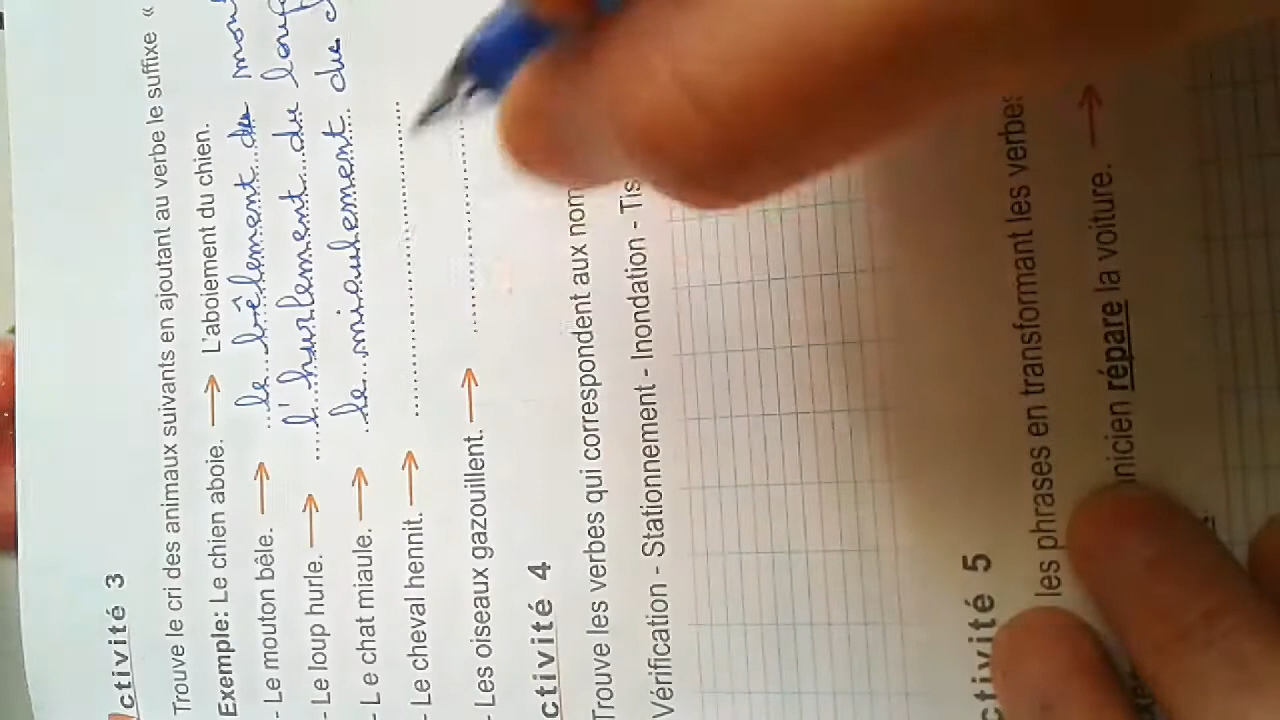 ctivité 3
Trouve le cri des animaux suivants en ajoutant au verbe le suffixe «
Exemple: Le chien aboie. → L'aboiement du chien.
- Le mouton bêle. → le bêlement du
- Le loup hurle. → l'hurlement du loup
- L e chat miaule. → le miaulement du
- Le cheval hennit. →
- Les oiseaux gazouillent. →
ctivité 4
Trouve les verbes qui correspondent aux nom
Vérification - Stationnement - Inondation - Tis
ctivité 5
les phrases en transformant les verbes
nicien répare la voiture. →